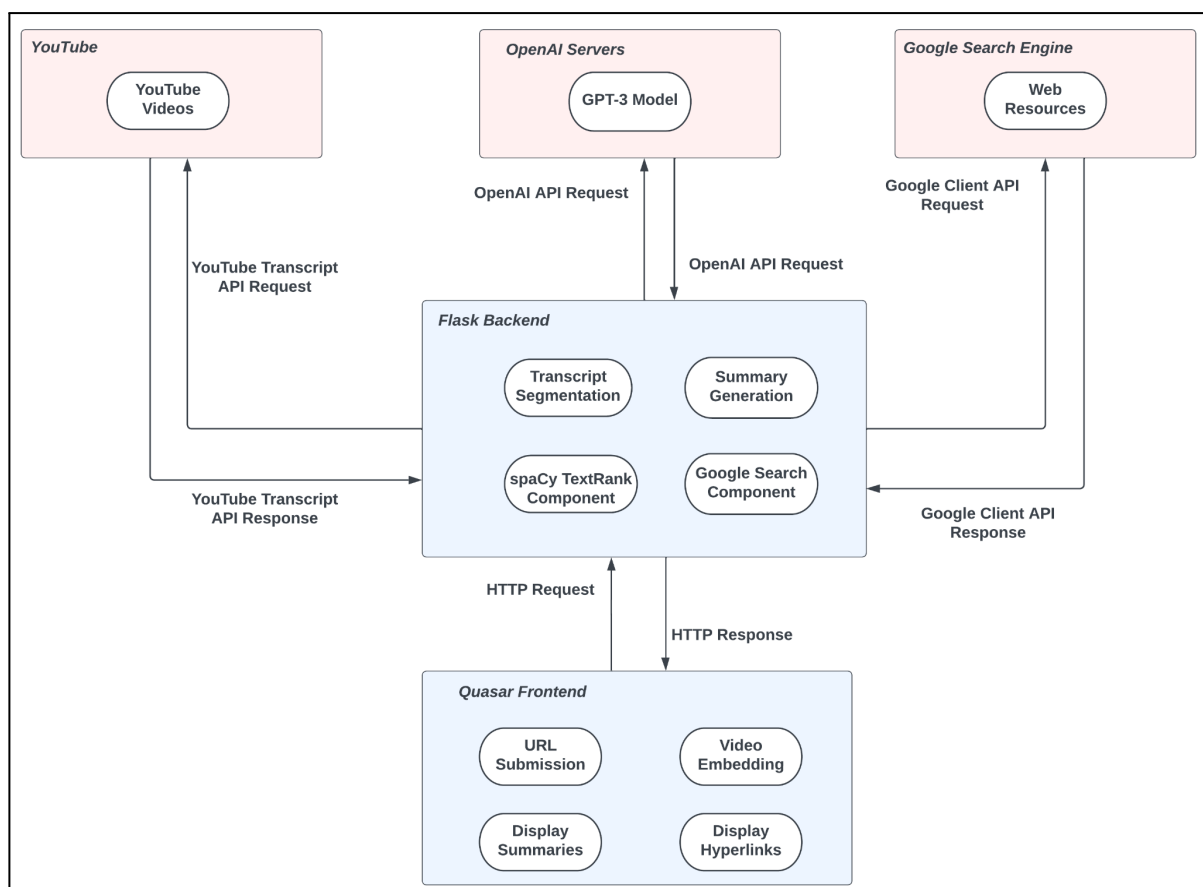 YouTube
OpenAI Servers
Google Search Engine
YouTube
Videos
GPT-3 Model
Web
Resources
OpenAI API Request
Google Client API
Request
YouTube Transcript
API Request
OpenAI API Request
Flask Backend
Transcript
Segmentation
Summary
Generation
spaCy TextRank
Component
Google Search
Component
YouTube Transcript
API Response
Google Client API
Response
HTTP Request
HTTP Response
Quasar Frontend
URL
Submission
Video
Embedding
Display
Summaries
Display
Hyperlinks